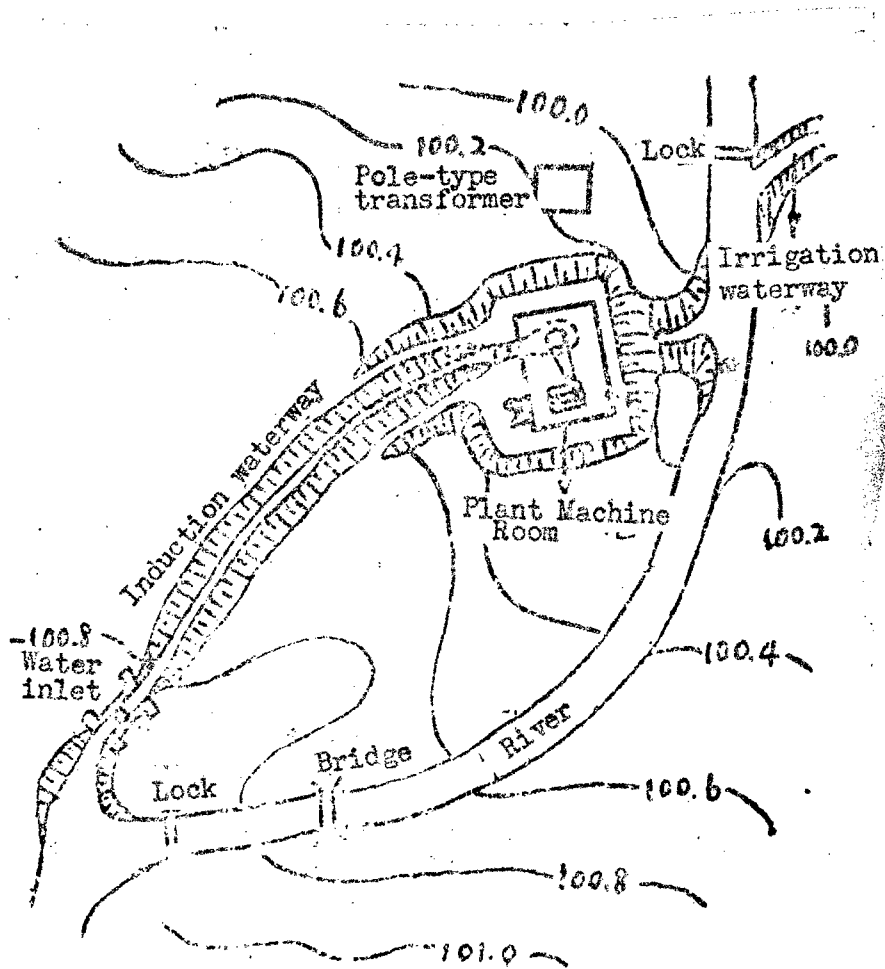 100.0
100.2
Lock
Pole-type
transformer
100.4
Irrigation
waterway
100.6
100.0
Induction waterway
Plant Machine
Room
100.2
-100.8
Water
inlet
100.4
River
Bridge
Lock
100.6
100.8
101.0